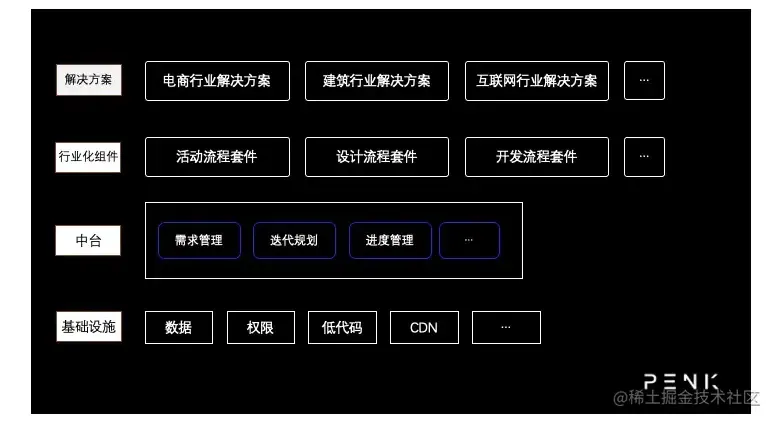 解决方案
电商行业解决方案
建筑行业解决方案
互联网行业解决方案
...
行业化组件
活动流程套件
设计流程套件
开发流程套件
...
中台
需求管理
迭代规划
进度管理
...
基础设施
数据
权限
低代码
CDN
...
PENK
@稀土掘金技术社区